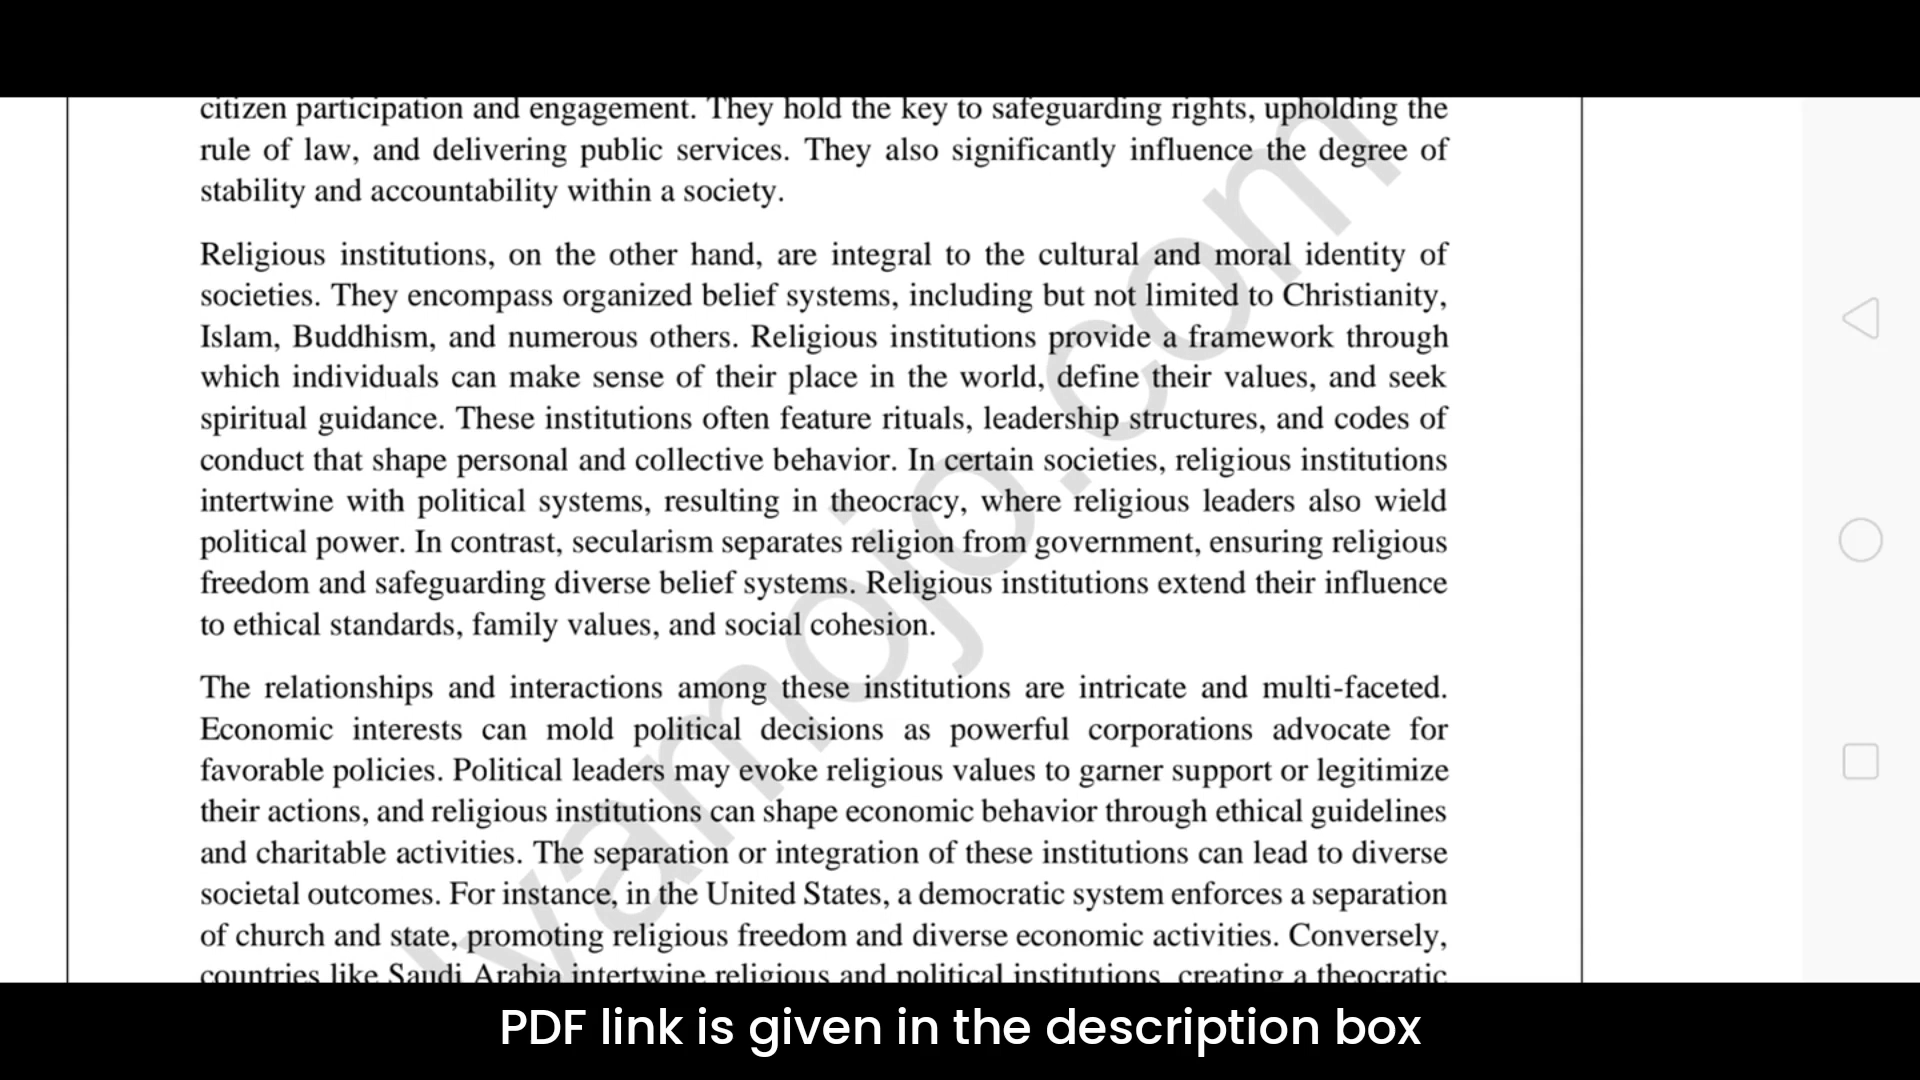 citizen participation and engagement. They hold the key to safeguarding rights, upholding the
rule of law, and delivering public services. They also significantly influence the degree of
stability and accountability within a society.
Religious institutions, on the other hand, are integral to the cultural and moral identity of
societies. They encompass organized belief systems, including but not limited to Christianity,
Islam, Buddhism, and numerous others. Religious institutions provide a framework through
which individuals can make sense of their place in the world, define their values, and seek
spiritual guidance. These institutions often feature rituals, leadership structures, and codes of
conduct that shape personal and collective behavior. In certain societies, religious institutions
intertwine with political systems, resulting in theocracy, where religious leaders also wield
political power. In contrast, secularism separates religion from government, ensuring religious
freedom and safeguarding diverse belief systems. Religious institutions extend their influence
to ethical standards, family values, and social cohesion.
The relationships and interactions among these institutions are intricate and multi-faceted.
Economic interests can mold political decisions as powerful corporations advocate for
favorable policies. Political leaders may evoke religious values to garner support or legitimize
their actions, and religious institutions can shape economic behavior through ethical guidelines
and charitable activities. The separation or integration of these institutions can lead to diverse
societal outcomes. For instance, in the United States, a democratic system enforces a separation
of church and state, promoting religious freedom and diverse economic activities. Conversely,
countries like Saudi Arabia intertwine religious and political institutions, creating a theocratic
PDF link is given in the description box